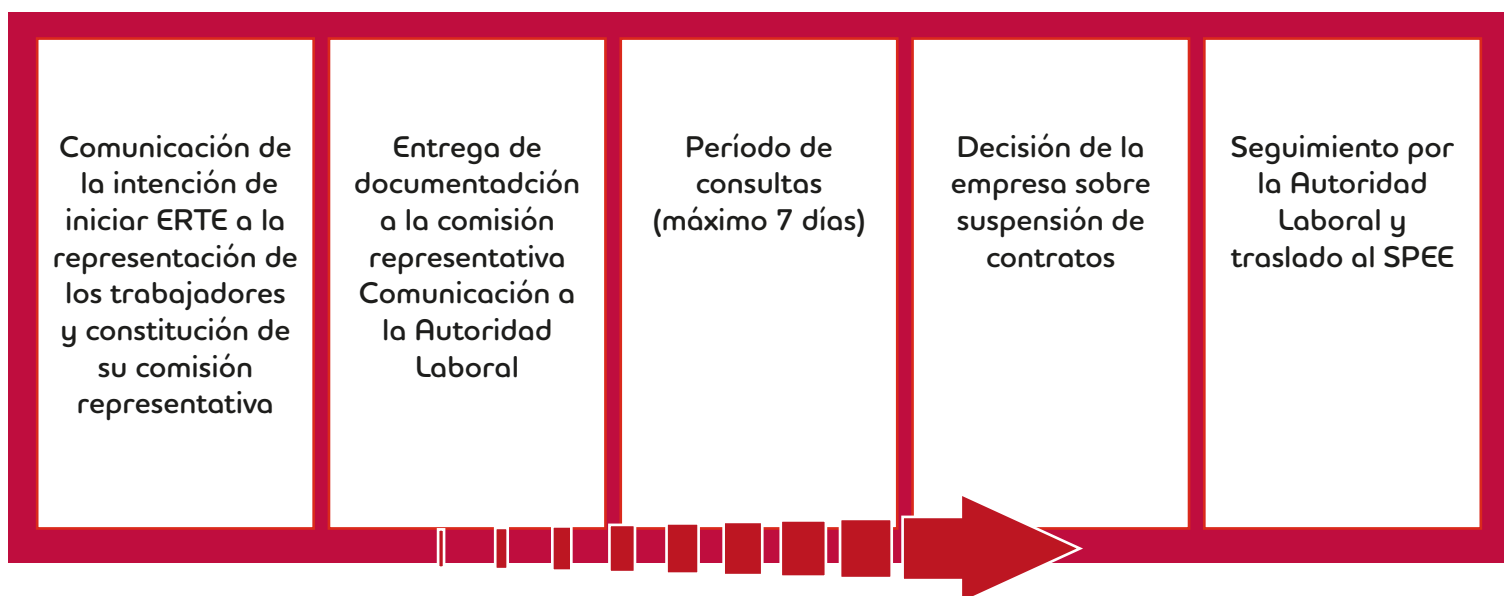 Comunicación de
la intención de
iniciar ERTE a la
representación de
los trabajadores
y constitución de
su comisión
representativa
Entrega de
documentadción
a la comisión
representativa
Comunicación a
la Autoridad
Laboral
Período de
consultas
(máximo 7 días)
Decisión de la
empresa sobre
suspensión de
contratos
Seguimiento por
la Autoridad
Laboral y
traslado al SPEE